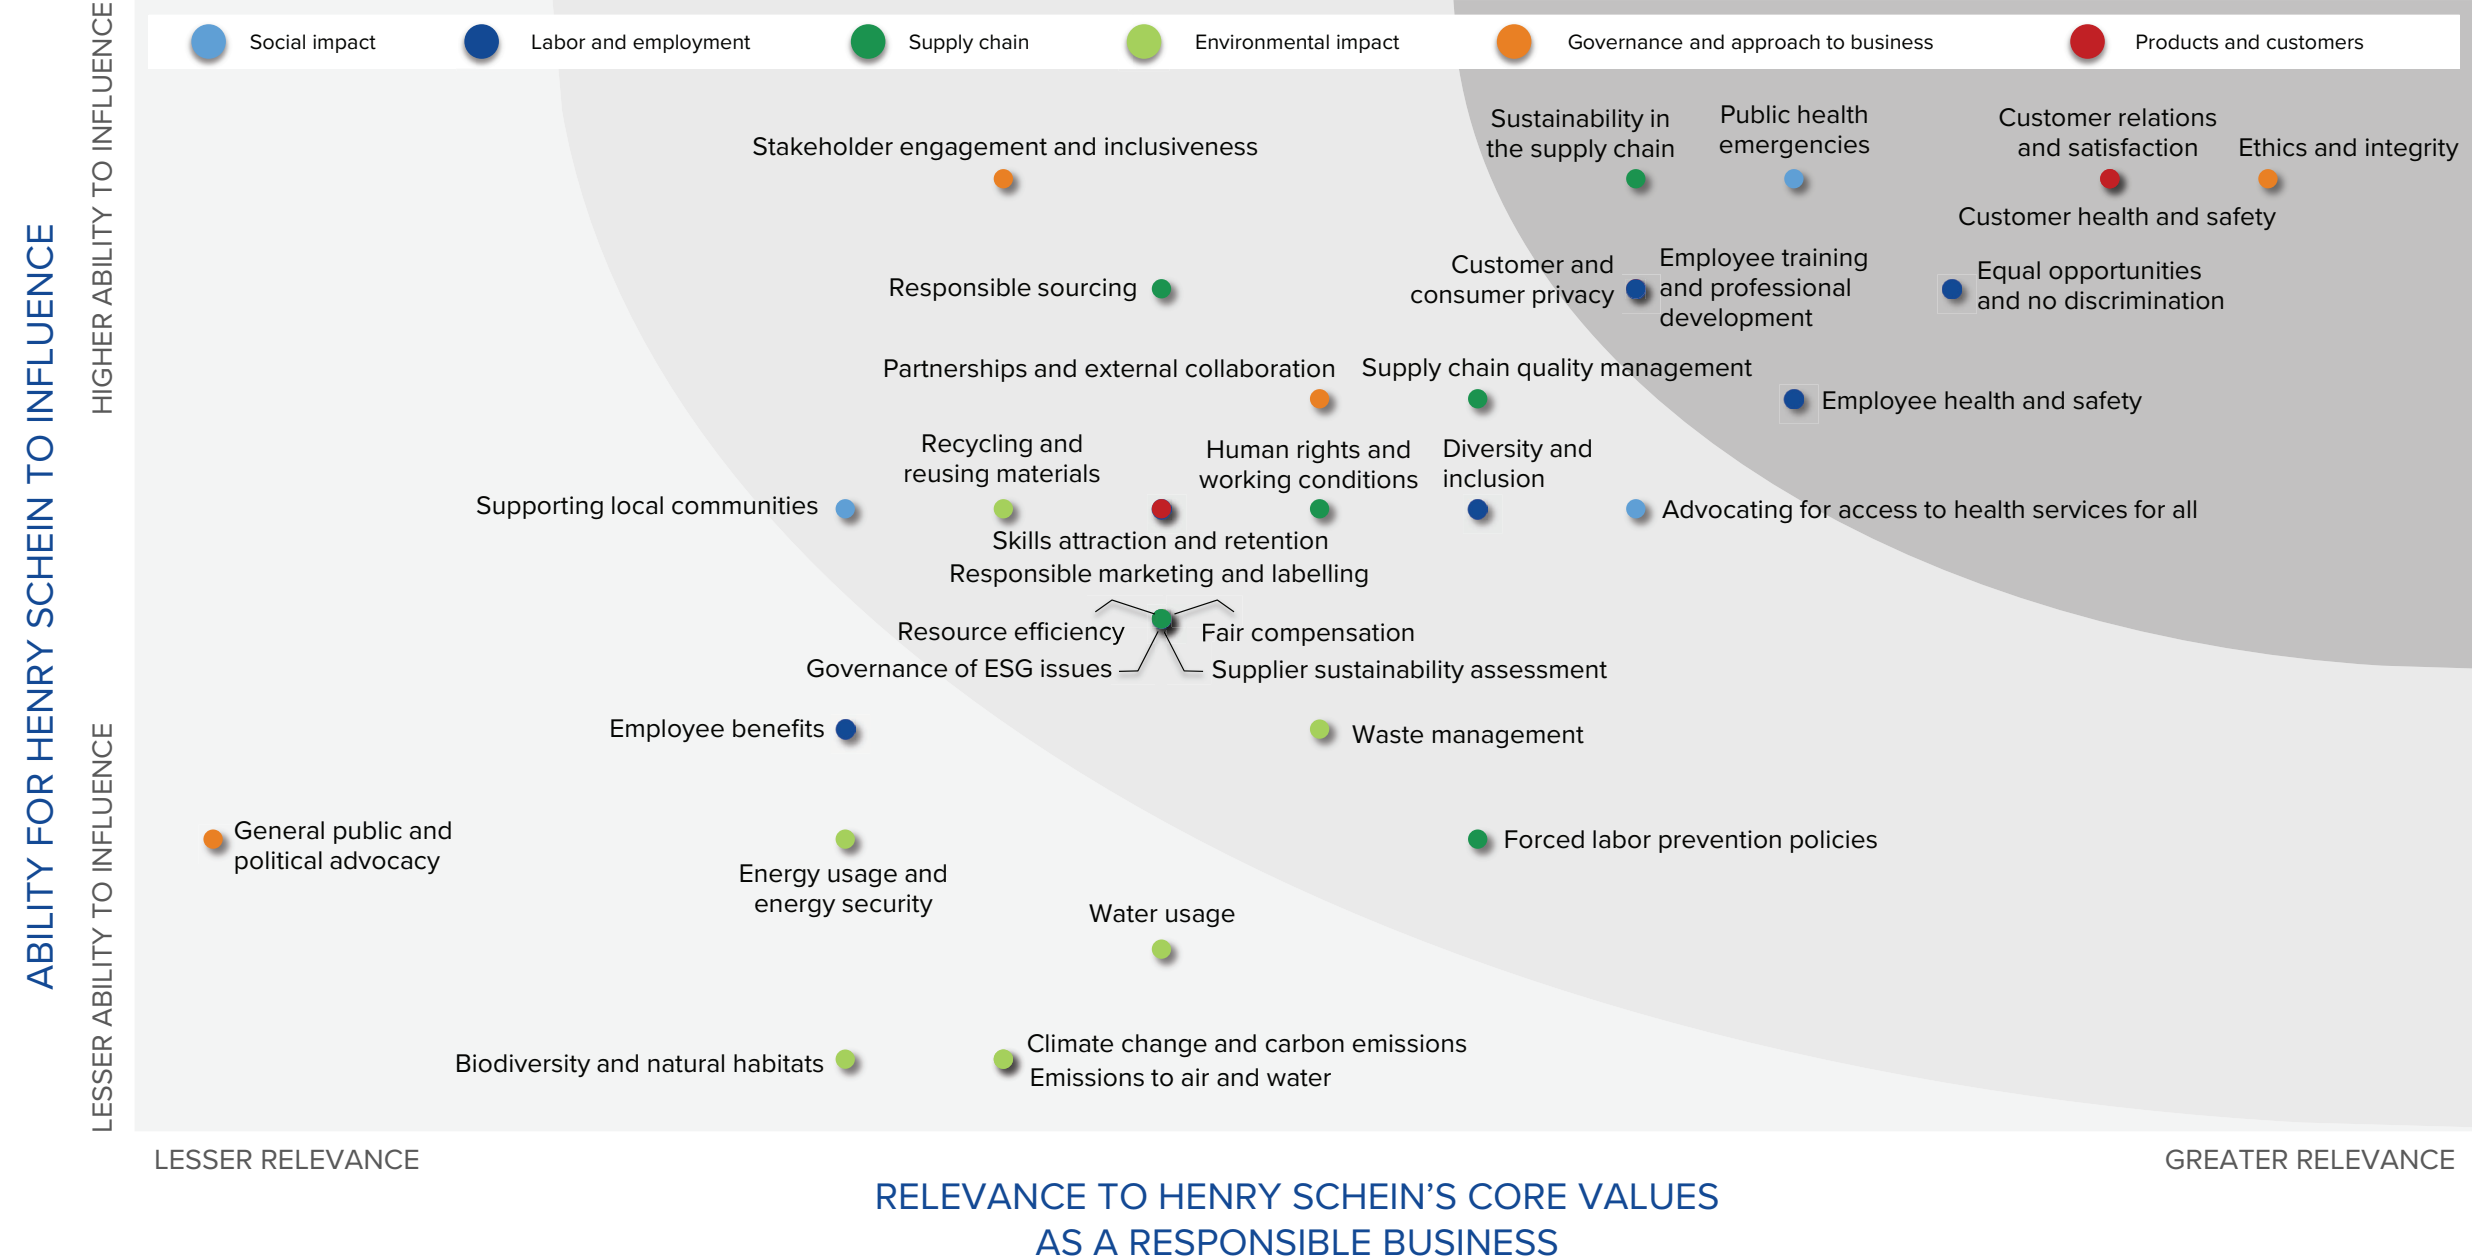 Social impact
Labor and employment
Supply chain
Environmental impact
Governance and approach to business
Products and customers
ABILITY FOR HENRY SCHEIN TO INFLUENCE
HIGHER ABILITY TO INFLUENCE
LESSER ABILITY TO INFLUENCE
Stakeholder engagement and inclusiveness
Sustainability in
the supply chain
Public health
emergencies
Customer relations
and satisfaction
Ethics and integrity
Customer health and safety
Responsible sourcing
Customer and
consumer privacy
Employee training
and professional
development
Equal opportunities
and no discrimination
Partnerships and external collaboration
Supply chain quality management
Employee health and safety
Supporting local communities
Recycling and
reusing materials
Human rights and
working conditions
Diversity and
inclusion
Advocating for access to health services for all
Skills attraction and retention
Responsible marketing and labelling
Resource efficiency
Fair compensation
Governance of ESG issues
Supplier sustainability assessment
Employee benefits
Waste management
General public and
political advocacy
Energy usage and
energy security
Forced labor prevention policies
Water usage
Biodiversity and natural habitats
Climate change and carbon emissions
Emissions to air and water
LESSER RELEVANCE
GREATER RELEVANCE
RELEVANCE TO HENRY SCHEIN’S CORE VALUES
AS A RESPONSIBLE BUSINESS